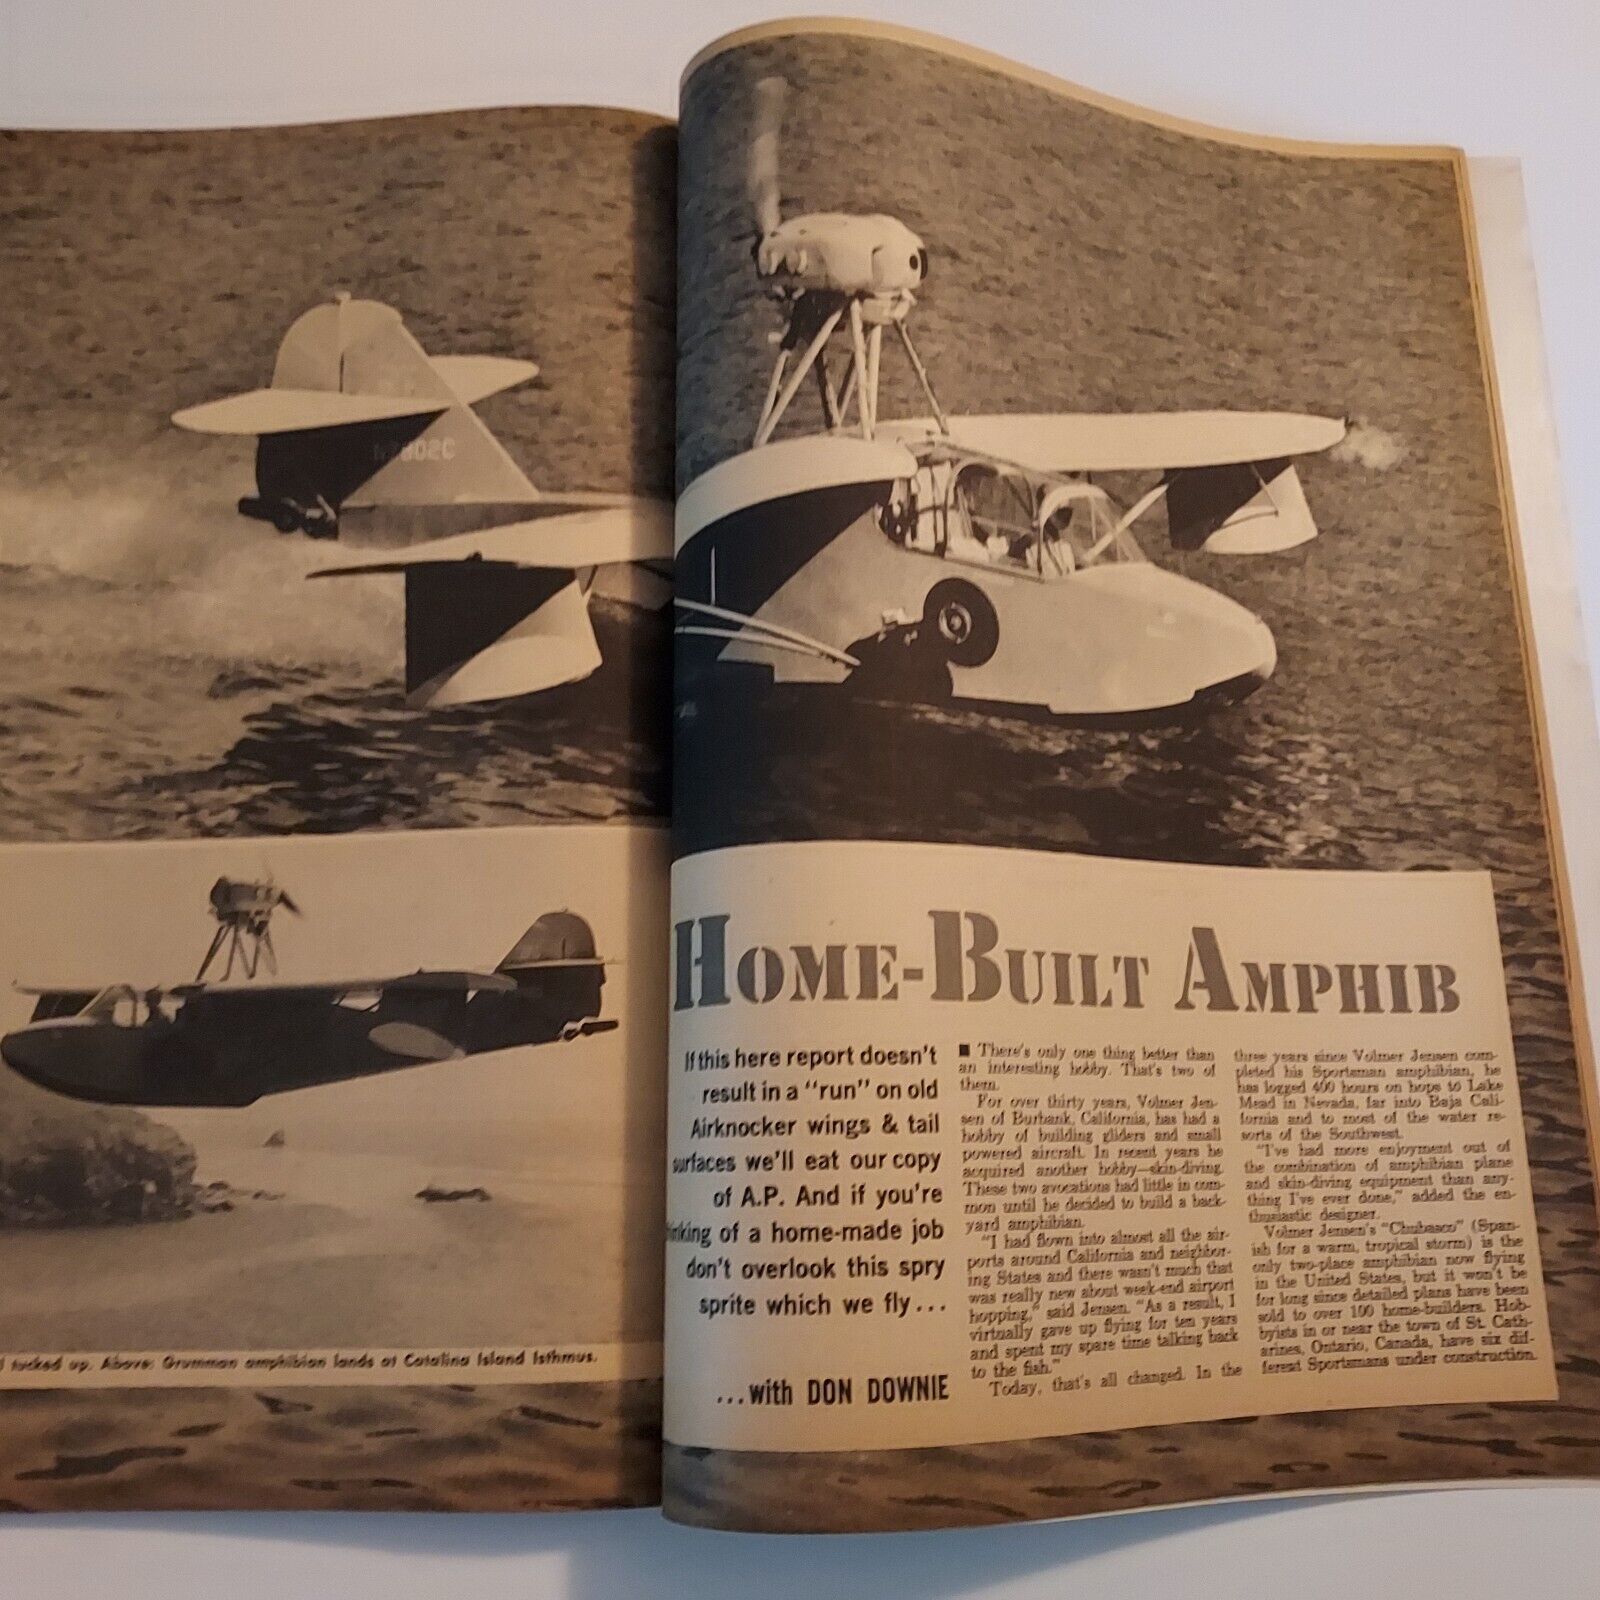 2C
tucked up. Above: Grumman amphibian lands at Catalina Island Isthmus.
HOME-BUILT AMPHIB
If this here report doesn't
result in a "run" on old
Airknocker wings & tail
surfaces we'll eat our copy
of A.P. And if you're
of a home-made job
don't overlook this spry
sprite which we fly...
...with DON DOWNIE
■ There's only one thing better than
an interesting hobby. That's two of
them.
For over thirty years, Volmer Jen-
sen of Burbank, California, has had a
hobby of building gliders and small
powered aircraft. In recent years he
acquired another hobby—skin-diving.
These two avocations had little in com-
mon until he decided to build a back-
yard amphibian.
"I had flown into almost all the air-
ports around California and neighbor-
ing States and there wasn't much that
was really new about week-end airport
hopping," said Jensen. "As a result, I
virtually gave up flying for ten years
and spent my spare time talking back
to the fish."
Today, that's all changed. In the
three years since Volmer Jensen com-
pleted his Sportsman amphibian, he
has logged 400 hours on hops to Lake
Mead in Nevada, far into Baja Cali-
fornia and to most of the water re-
sorts of the Southwest.
"I've had more enjoyment out of
the combination of amphibian plane
and skin-diving equipment than any-
thing I've ever done," added the en-
thusiastic designer.
Volmer Jensen's "Chubasco" (Span-
ish for a warm, tropical storm) is the
only two-place amphibian now flying
in the United States, but it won't be
for long since detailed plans have been
sold to over 100 home-builders. Hob-
byists in or near the town of St. Cath-
arines, Ontario, Canada, have six dif-
ferent Sportsmans under construction.